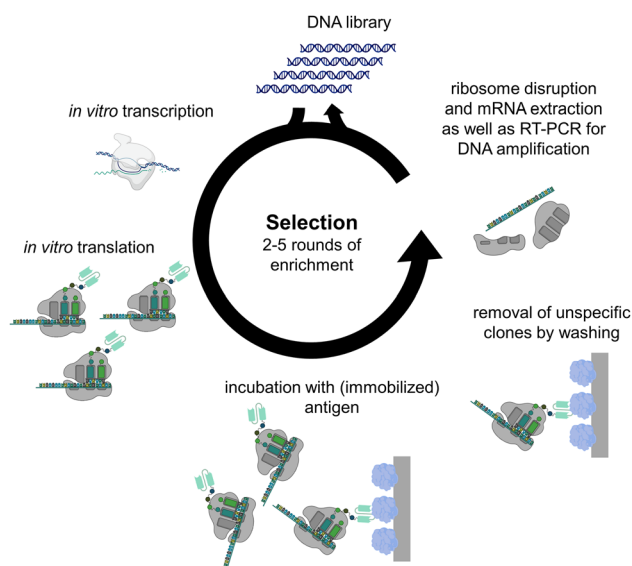 DNA library
in vitro transcription
in vitro translation
incubation with (immobilized)
antigen
removal of unspecific
clones by washing
ribosome disruption
and mRNA extraction
as well as RT-PCR for
DNA amplification
Selection
2-5 rounds of
enrichment